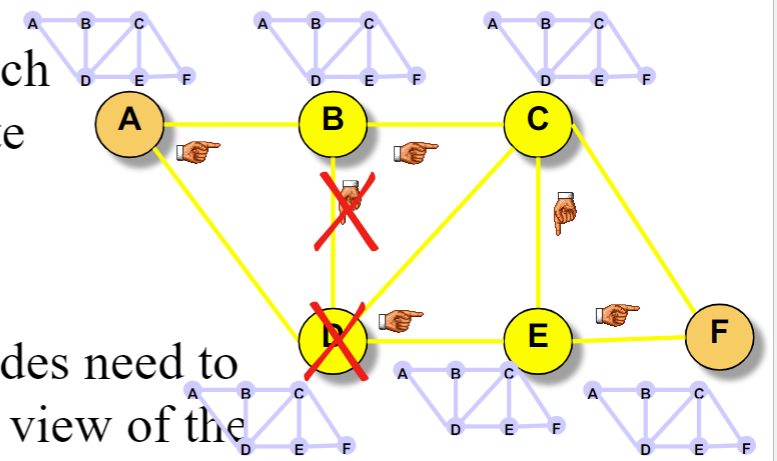 A B C
D E F
A B C
D E F
A B C
D E F
ch
te
A B C
D E F
des need to
view of the
A B C
D E F
A B C
D E F
A B C
D E F